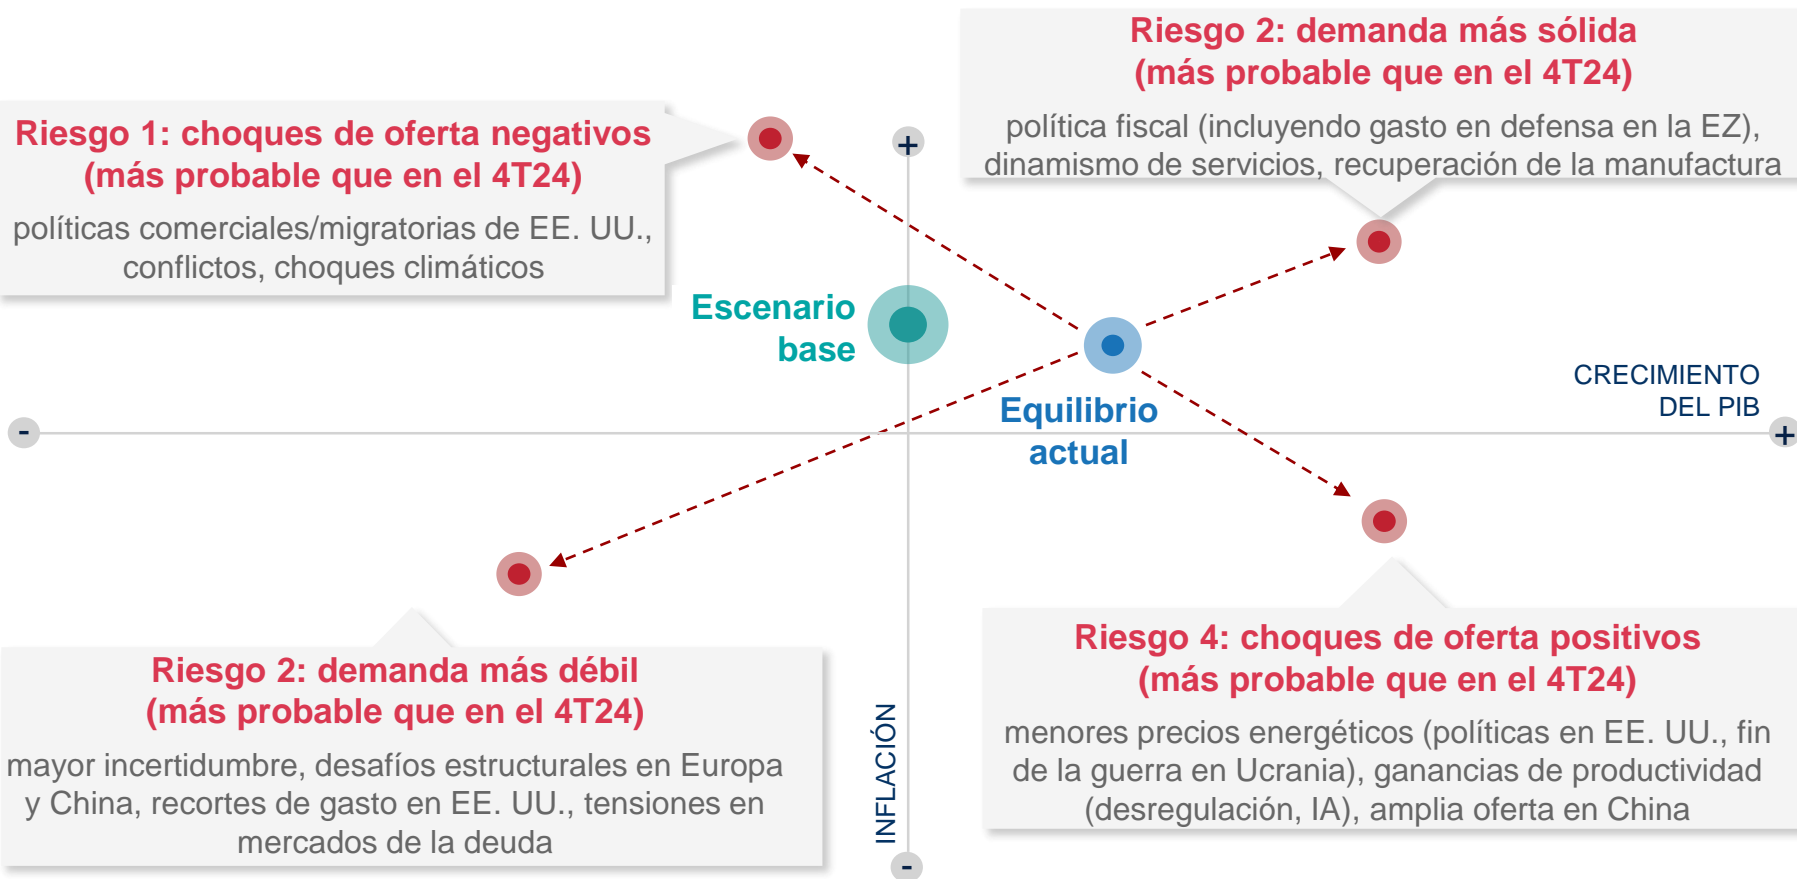 Riesgo 2: demanda más sólida
(más probable que en el 4T24)
política fiscal (incluyendo gasto en defensa en la EZ),
dinamismo de servicios, recuperación de la manufactura
Riesgo 1: choques de oferta negativos
(más probable que en el 4T24)
políticas comerciales/migratorias de EE. UU.,
conflictos, choques climáticos
+
Escenario
base
CRECIMIENTO
DEL PIB
Equilibrio
actual
-
+
Riesgo 2: demanda más débil
(más probable que en el 4T24)
mayor incertidumbre, desafíos estructurales en Europa
y China, recortes de gasto en EE. UU., tensiones en
mercados de la deuda
INFLACIÓN
-
Riesgo 4: choques de oferta positivos
(más probable que en el 4T24)
menores precios energéticos (políticas en EE. UU., fin
de la guerra en Ucrania), ganancias de productividad
(desregulación, IA), amplia oferta en China